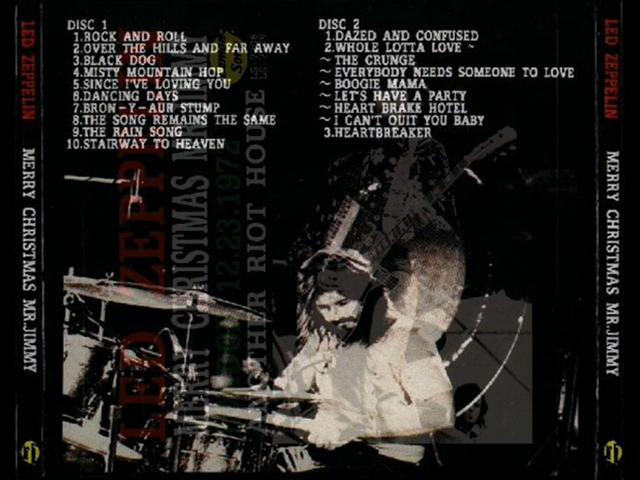 DISC 1
1.ROCK AND ROLL
2.OVER THE HILLS AND FAR AWAY
3.BLACK DOG
4.MISTY MOUNTAIN HOP
5.SINCE I'VE LOVING YOU
6.DANCING DAYS
7.BRON-Y-AUR STUMP
8.THE SONG REMAINS THE SAME
9.THE RAIN SONG
10.STAIRWAY TO HEAVEN
DISC 2
1.DAZED AND CONFUSED
2.WHOLE LOTTA LOVE ~
~ THE CRUNGE
~ EVERYBODY NEEDS SOMEONE TO LOVE
~ BOOGIE MAMA
~ LET'S HAVE A PARTY
~ HEART BRAKE HOTEL
~ I CAN'T QUIT YOU BABY
3.HEARTBREAKER
LED ZEPPELIN MERRY CHRISTMAS MR.JIMMY
LED ZEPPELIN MERRY CHRISTMAS MR.JIMMY
LED ZEPPELIN
MERRY CHRISTMAS MR.JIMMY
12.23.1972
RIOT HOUSE